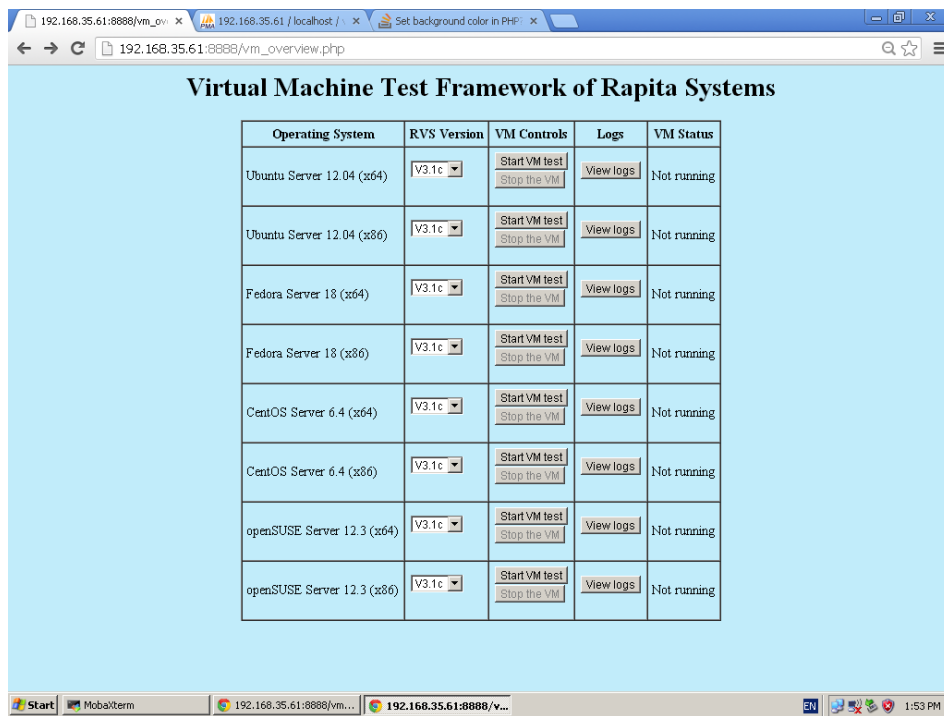 192.168.35.61:8888/vm_ov
192.168.35.61 / localhost /
Set background color in PHP
192.168.35.61:8888/vm_overview.php
Virtual Machine Test Framework of Rapita Systems
Operating System RVS Version VM Controls Logs VM Status
Ubuntu Server 12.04 (x64) V3.1c Start VM test View logs Not running
Stop the VM
Ubuntu Server 12.04 (x86) V3.1c Start VM test View logs Not running
Stop the VM
Fedora Server 18 (x64) V3.1c Start VM test View logs Not running
Stop the VM
Fedora Server 18 (x86) V3.1c Start VM test View logs Not running
Stop the VM
CentOS Server 6.4 (x64) V3.1c Start VM test View logs Not running
Stop the VM
CentOS Server 6.4 (x86) V3.1c Start VM test View logs Not running
Stop the VM
openSUSE Server 12.3 (x64) V3.1c Start VM test View logs Not running
Stop the VM
openSUSE Server 12.3 (x86) V3.1c Start VM test View logs Not running
Stop the VM
Start MobaXterm 192.168.35.61:8888/vm... 192.168.35.61:8888/v... EN 1:53 PM